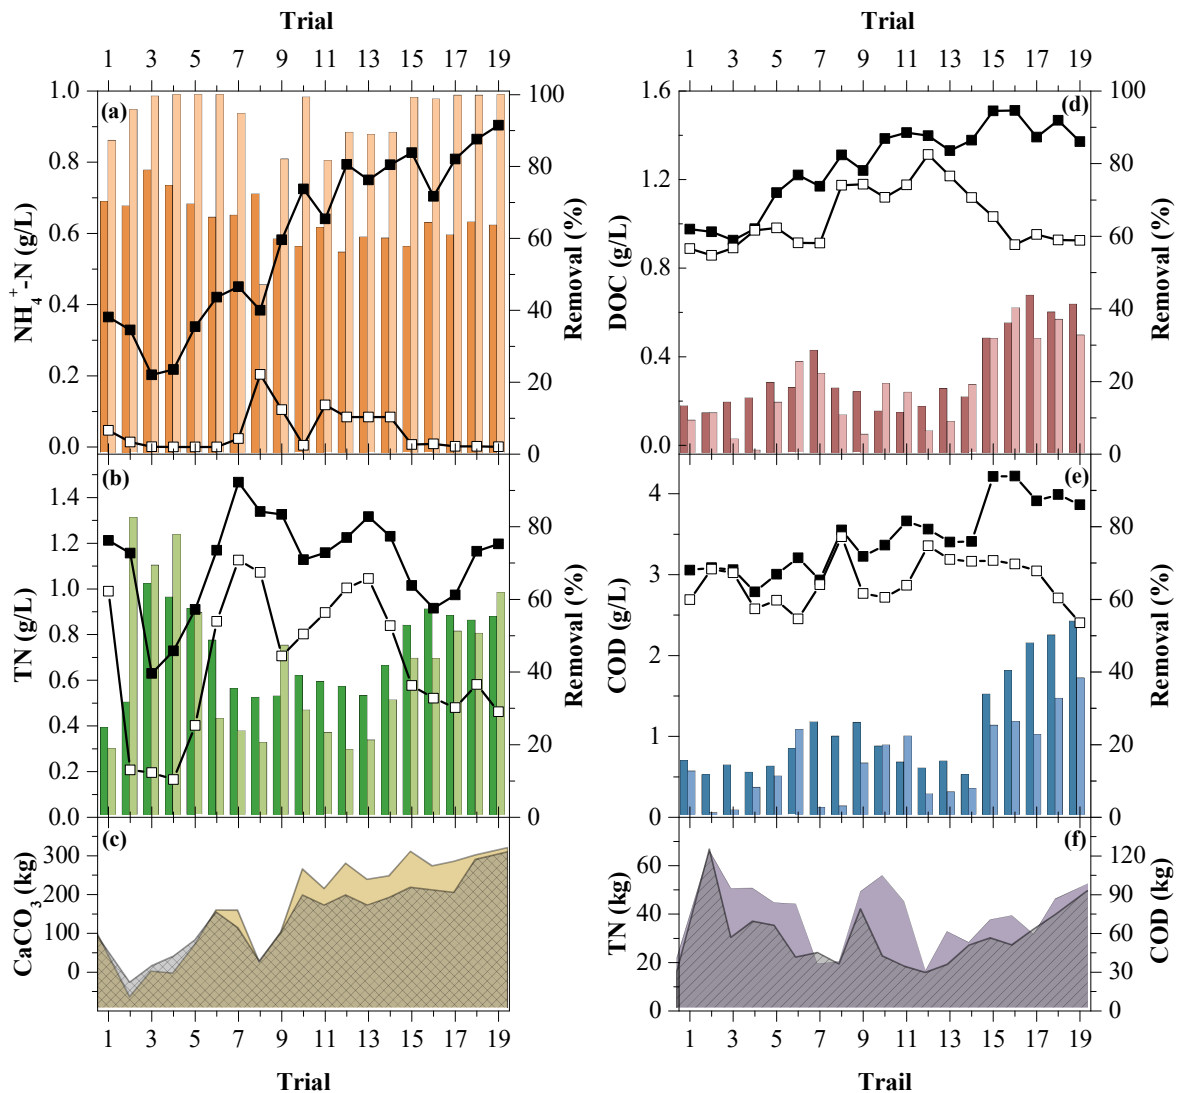 Trial
Trial
1 3 5 7 9 11 13 15 17 19
1 3 5 7 9 11 13 15 17 19
(a)
NH4+-N (g/L)
1.0
0.8
0.6
0.4
0.2
0.0
Removal (%)
100
80
60
40
20
0
(d)
DOC (g/L)
1.6
1.2
0.8
0.4
0.0
Removal (%)
100
80
60
40
20
0
(b)
TN (g/L)
1.4
1.2
1.0
0.8
0.6
0.4
0.2
0.0
Removal (%)
80
60
40
20
0
(e)
COD (g/L)
4
3
2
1
0
Removal (%)
80
60
40
20
0
(c)
CaCO3 (kg)
300
200
100
0
(f)
TN (kg)
60
40
20
0
COD (kg)
120
90
60
30
0
1 3 5 7 9 11 13 15 17 19
1 3 5 7 9 11 13 15 17 19
Trial
Trail